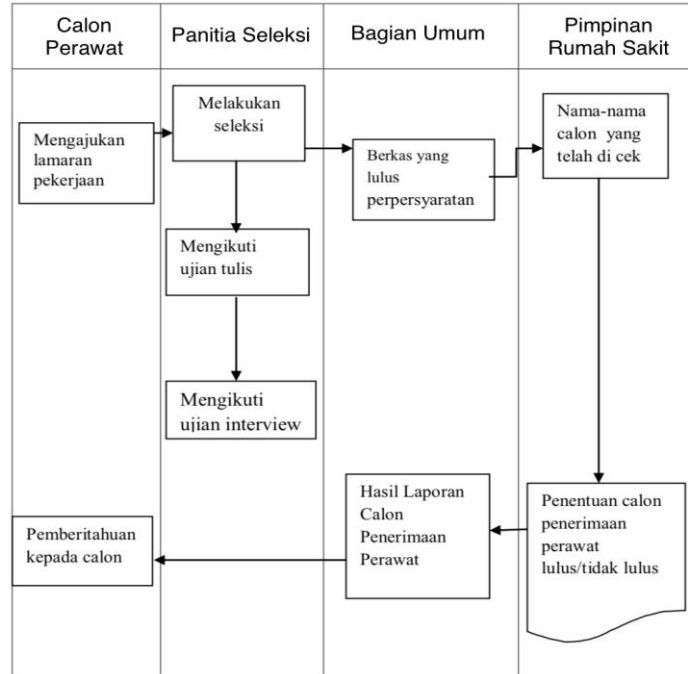 Calon
Perawat
Panitia Seleksi
Bagian Umum
Pimpinan
Rumah Sakit
Mengajukan
lamaran
pekerjaan
Melakukan
seleksi
Berkas yang
lulus
perpersyaratan
Nama-nama
calon yang
telah di cek
Mengikuti
ujian tulis
Mengikuti
ujian interview
Penentuan calon
penerimaan
perawat
lulus/tidak lulus
Hasil Laporan
Calon
Penerimaan
Perawat
Pemberitahuan
kepada calon